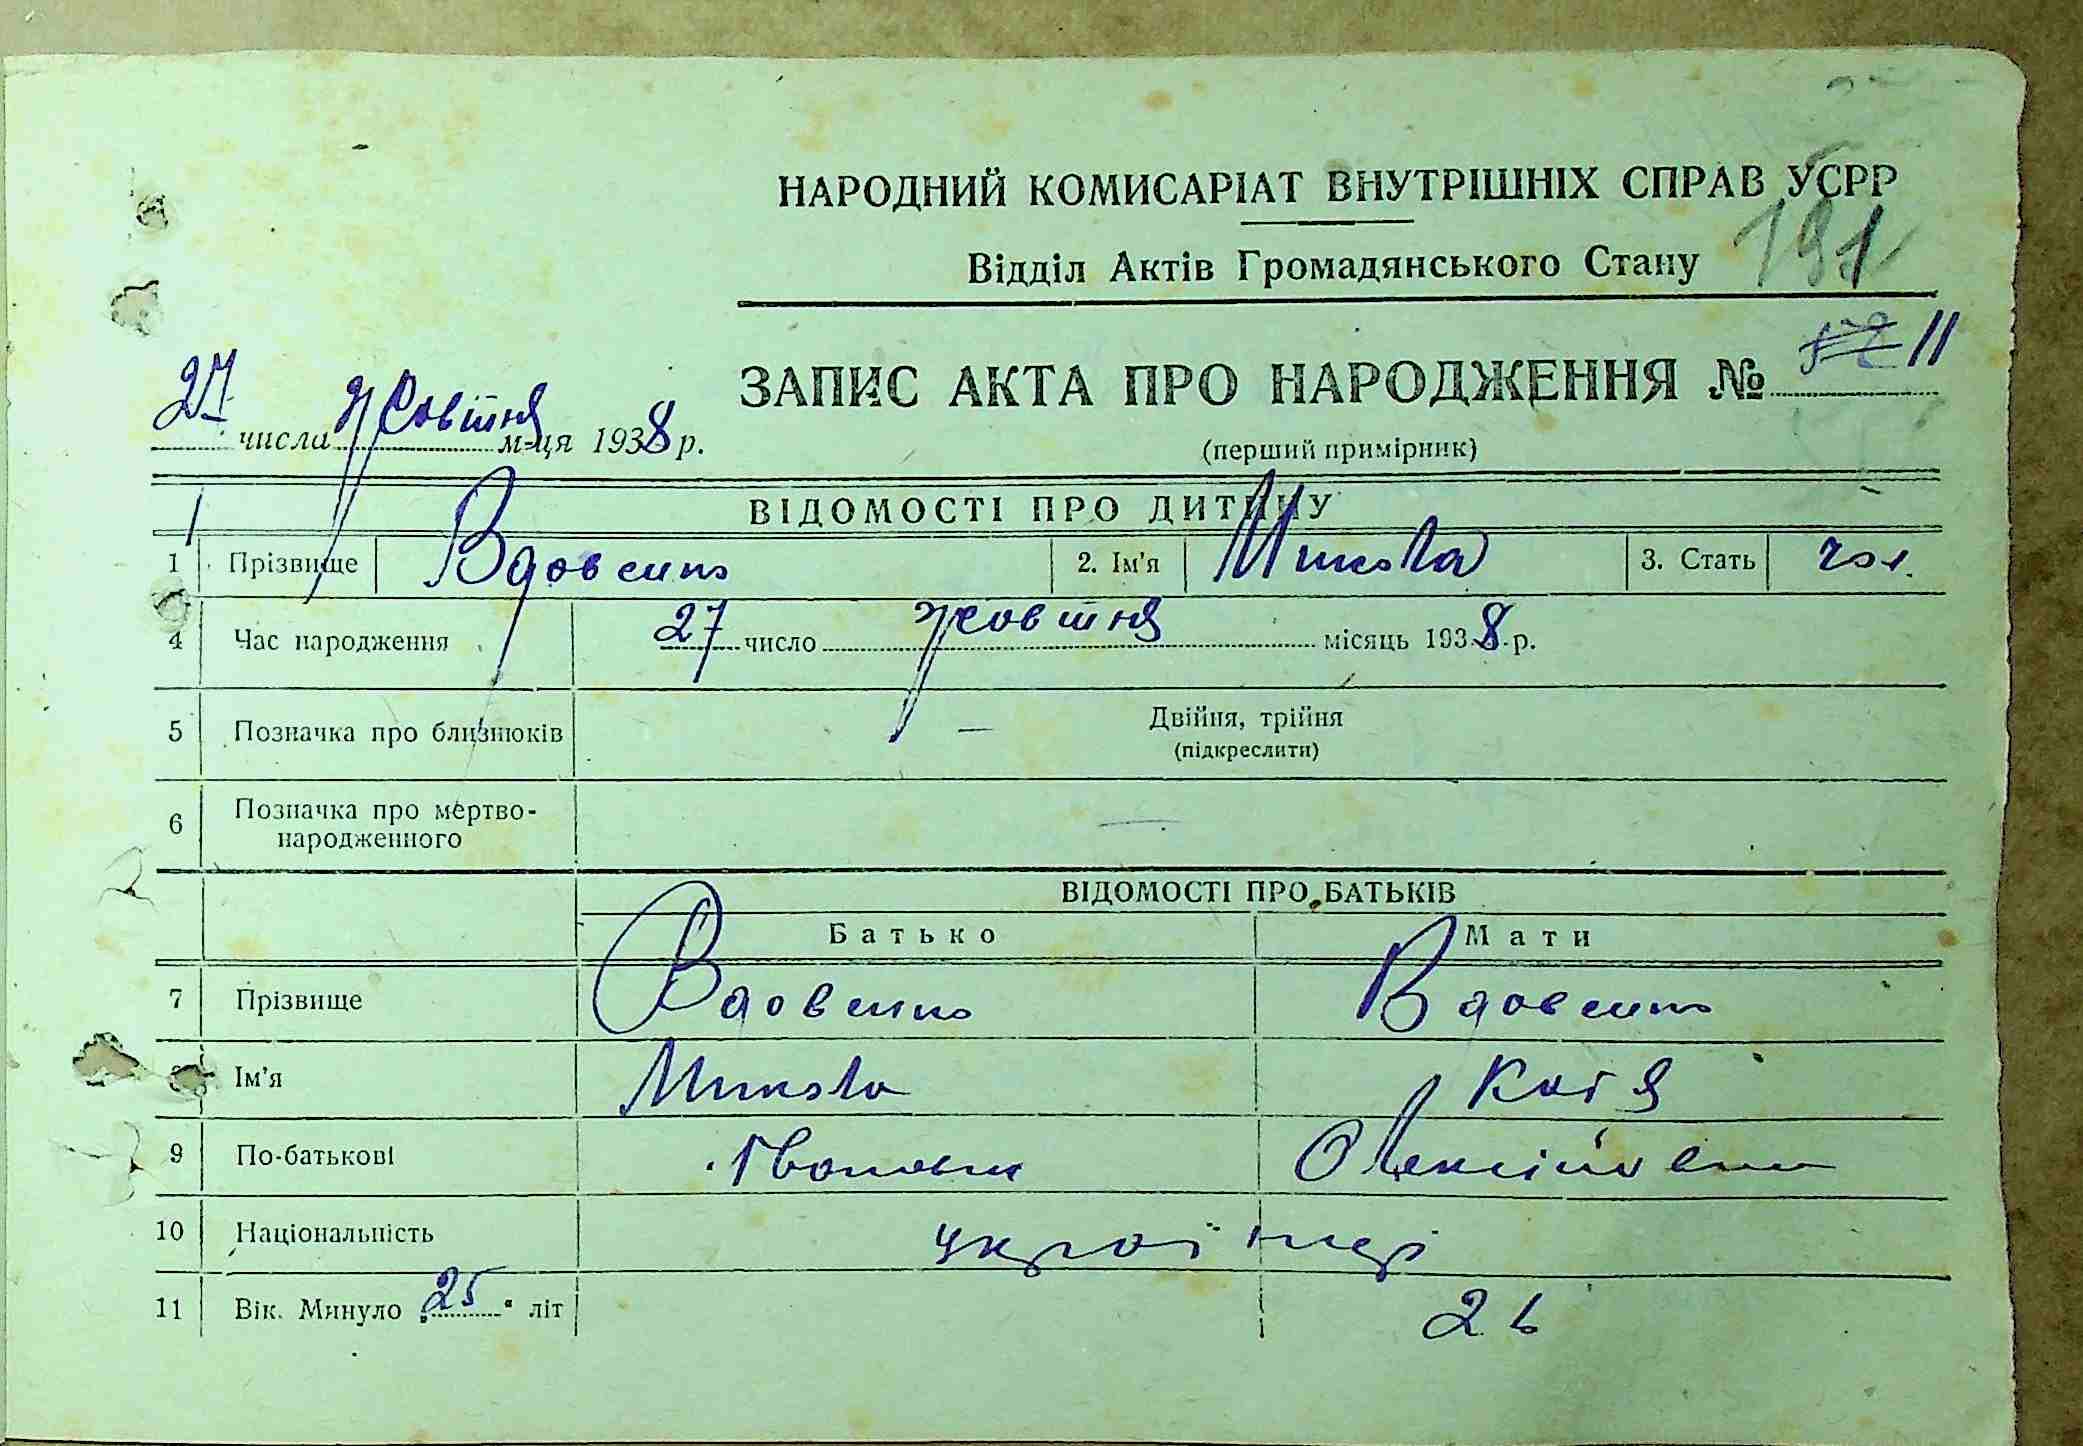 НАРОДНИЙ КОМИСАРІАТ ВНУТРІШНІХ СПРАВ УСРР
191
Відділ Актів Громадянського Стану
ЗАПИС АКТА ПРО НАРОДЖЕННЯ № 11
27 числа Жовтня м-ця 1938 р.
(перший примірник)
ВІДОМОСТІ ПРО ДИТИНУ
1 Прізвище Вдовенко 2. Ім'я Микола 3. Стать чол.
4 Час народження 27 число Жовтня місяць 1938 р.
5 Позначка про близнюків — Двійня, трійня
(підкреслити)
6 Позначка про мертво-
народженного —
ВІДОМОСТІ ПРО БАТЬКІВ
Батько Мати
7 Прізвище Вдовенко Вдовенко
8 Ім'я Микола Катя
9 По-батькові Іванович Олексіївна
10 Національність українці
11 Вік. Минуло 25 літ 26